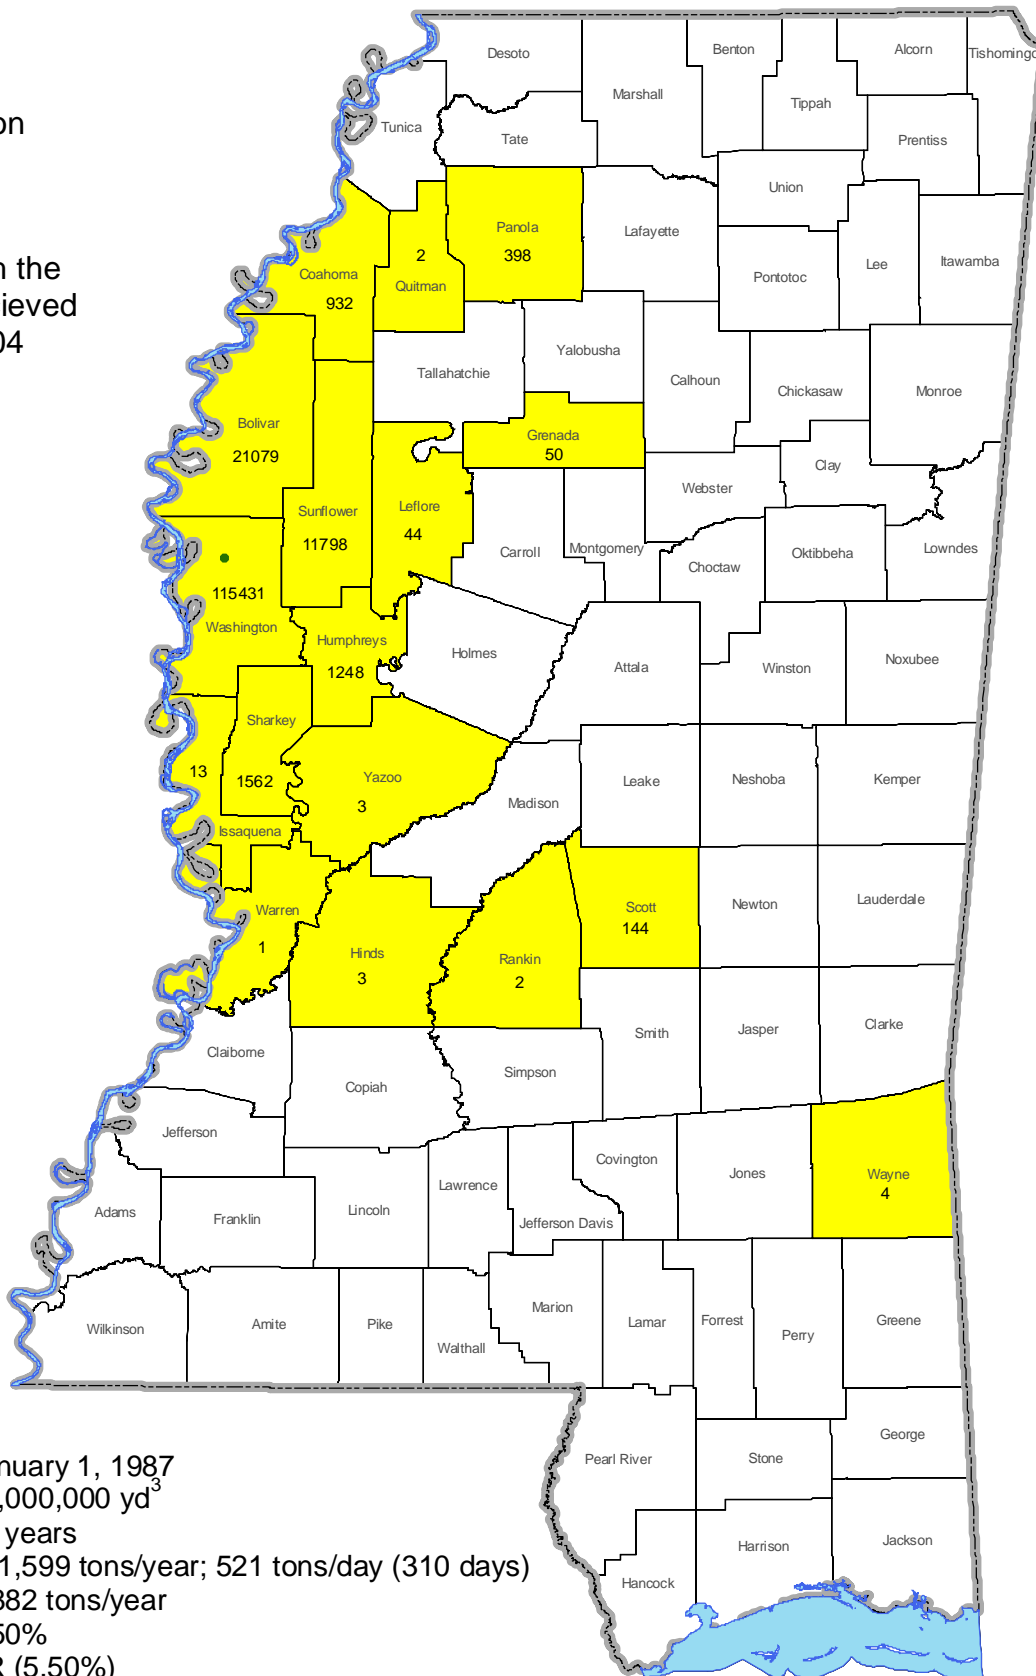 on
n the
ieved
04
Desoto
Benton
Alcorn
Tishomingo
Marshall
Tippah
Tunica
Tate
Prentiss
Union
Panola
398
Lafayette
2
Quitman
Coahoma
932
Pontotoc
Lee
Itawamba
Yalobusha
Tallahatchie
Calhoun
Chickasaw
Monroe
Bolivar
21079
Grenada
50
Clay
Webster
Sunflower
11798
Leflore
44
Carroll
Montgomery
Choctaw
Oktibbeha
Lowndes
115431
Washington
Humphreys
1248
Holmes
Attala
Winston
Noxubee
Sharkey
1562
13
Issaquena
Yazoo
3
Madison
Leake
Neshoba
Kemper
Warren
1
Hinds
3
Rankin
2
Scott
144
Newton
Lauderdale
Claiborne
Copiah
Simpson
Smith
Jasper
Clarke
Jefferson
Covington
Jones
Wayne
4
Adams
Franklin
Lincoln
Lawrence
Jefferson Davis
Wilkinson
Amite
Pike
Walthall
Marion
Lamar
Forrest
Perry
Greene
Pearl River
Stone
George
Hancock
Harrison
Jackson
nuary 1, 1987
,000,000 yd³
years
1,599 tons/year; 521 tons/day (310 days)
382 tons/year
50%
R (5.50%)